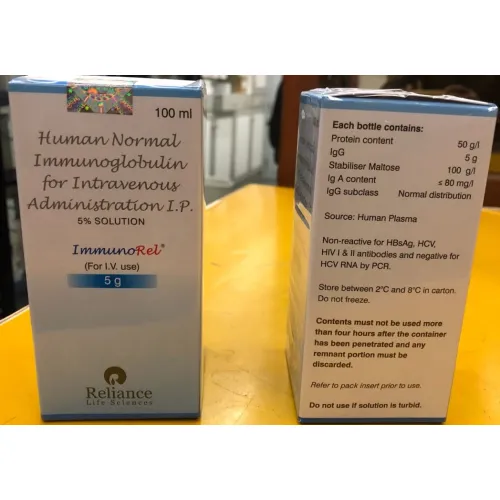 100 ml
Human Normal
Immunoglobulin
for Intravenous
Administration I.P.
5% SOLUTION
ImmunoRel®
(For I.V. use)
5 g
Reliance
Life Sciences
Each bottle contains:
Protein content 50 g/l
IgG 5 g
Stabiliser Maltose 100 g/l
Ig A content ≤ 80 mg/l
IgG subclass Normal distribution
Source: Human Plasma
Non-reactive for HBsAg, HCV,
HIV I & II antibodies and negative for
HCV RNA by PCR.
Store between 2°C and 8°C in carton.
Do not freeze.
Contents must not be used more
than four hours after the container
has been penetrated and any
remnant portion must be
discarded.
Refer to pack insert prior to use.
Do not use if solution is turbid.